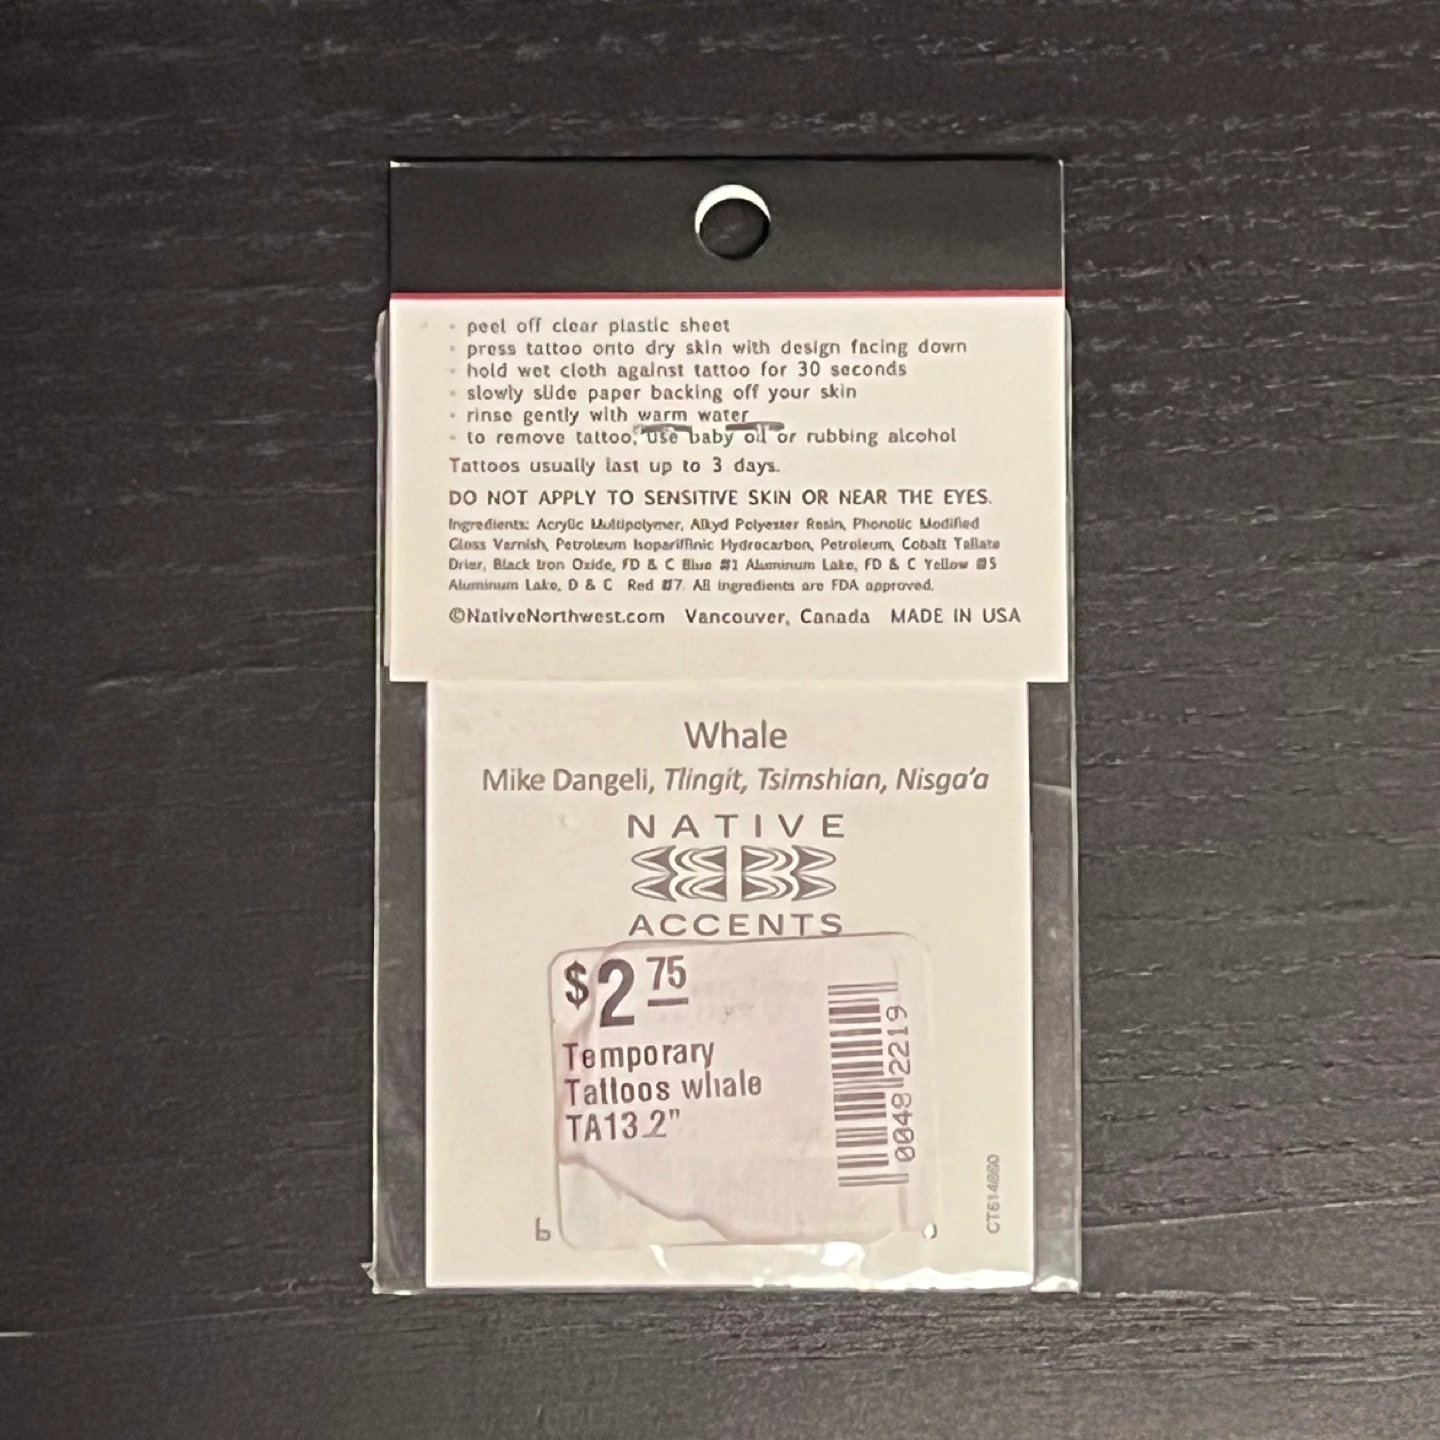 ◦ peel off clear plastic sheet
◦ press tattoo onto dry skin with design facing down
◦ hold wet cloth against tattoo for 30 seconds
◦ slowly slide paper backing off your skin
◦ rinse gently with warm water
◦ to remove tattoo, use baby oil or rubbing alcohol
Tattoos usually last up to 3 days.
DO NOT APPLY TO SENSITIVE SKIN OR NEAR THE EYES.
Ingredients: Acrylic Multipolymer, Alkyd Polyester Rosin, Phonolic Modified
Gloss Varnish, Petroleum Isopariffinic Hydrocarbon, Petroleum, Cobalt Tallate
Drier, Black Iron Oxide, FD & C Blue #1 Aluminum Lake, FD & C Yellow #5
Aluminum Lake, D & C Red #7. All ingredients are FDA approved.
©NativeNorthwest.com Vancouver, Canada MADE IN USA
Whale
Mike Dangeli, Tlingit, Tsimshian, Nisga'a
NATIVE
ACCENTS
$2 75
Temporary
Tattoos whale
TA13 2"
0048 2219
CT614860
6